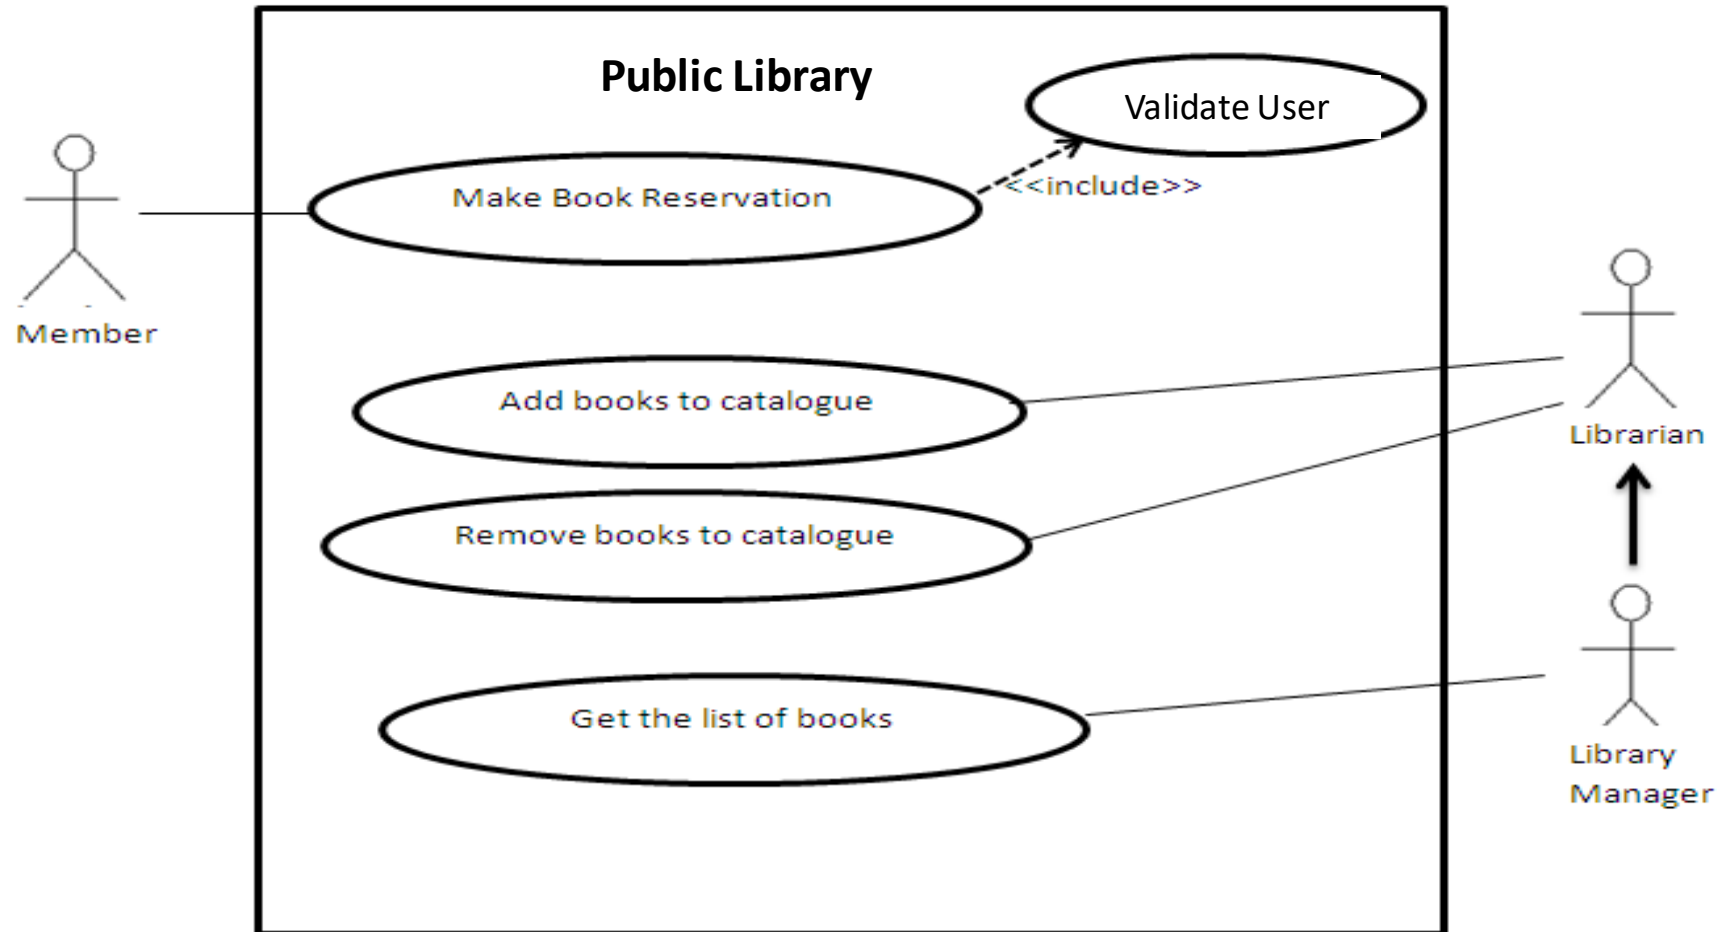 Public Library
Validate User
Make Book Reservation
<<include>>
Member
Add books to catalogue
Librarian
Remove books to catalogue
Get the list of books
Library
Manager